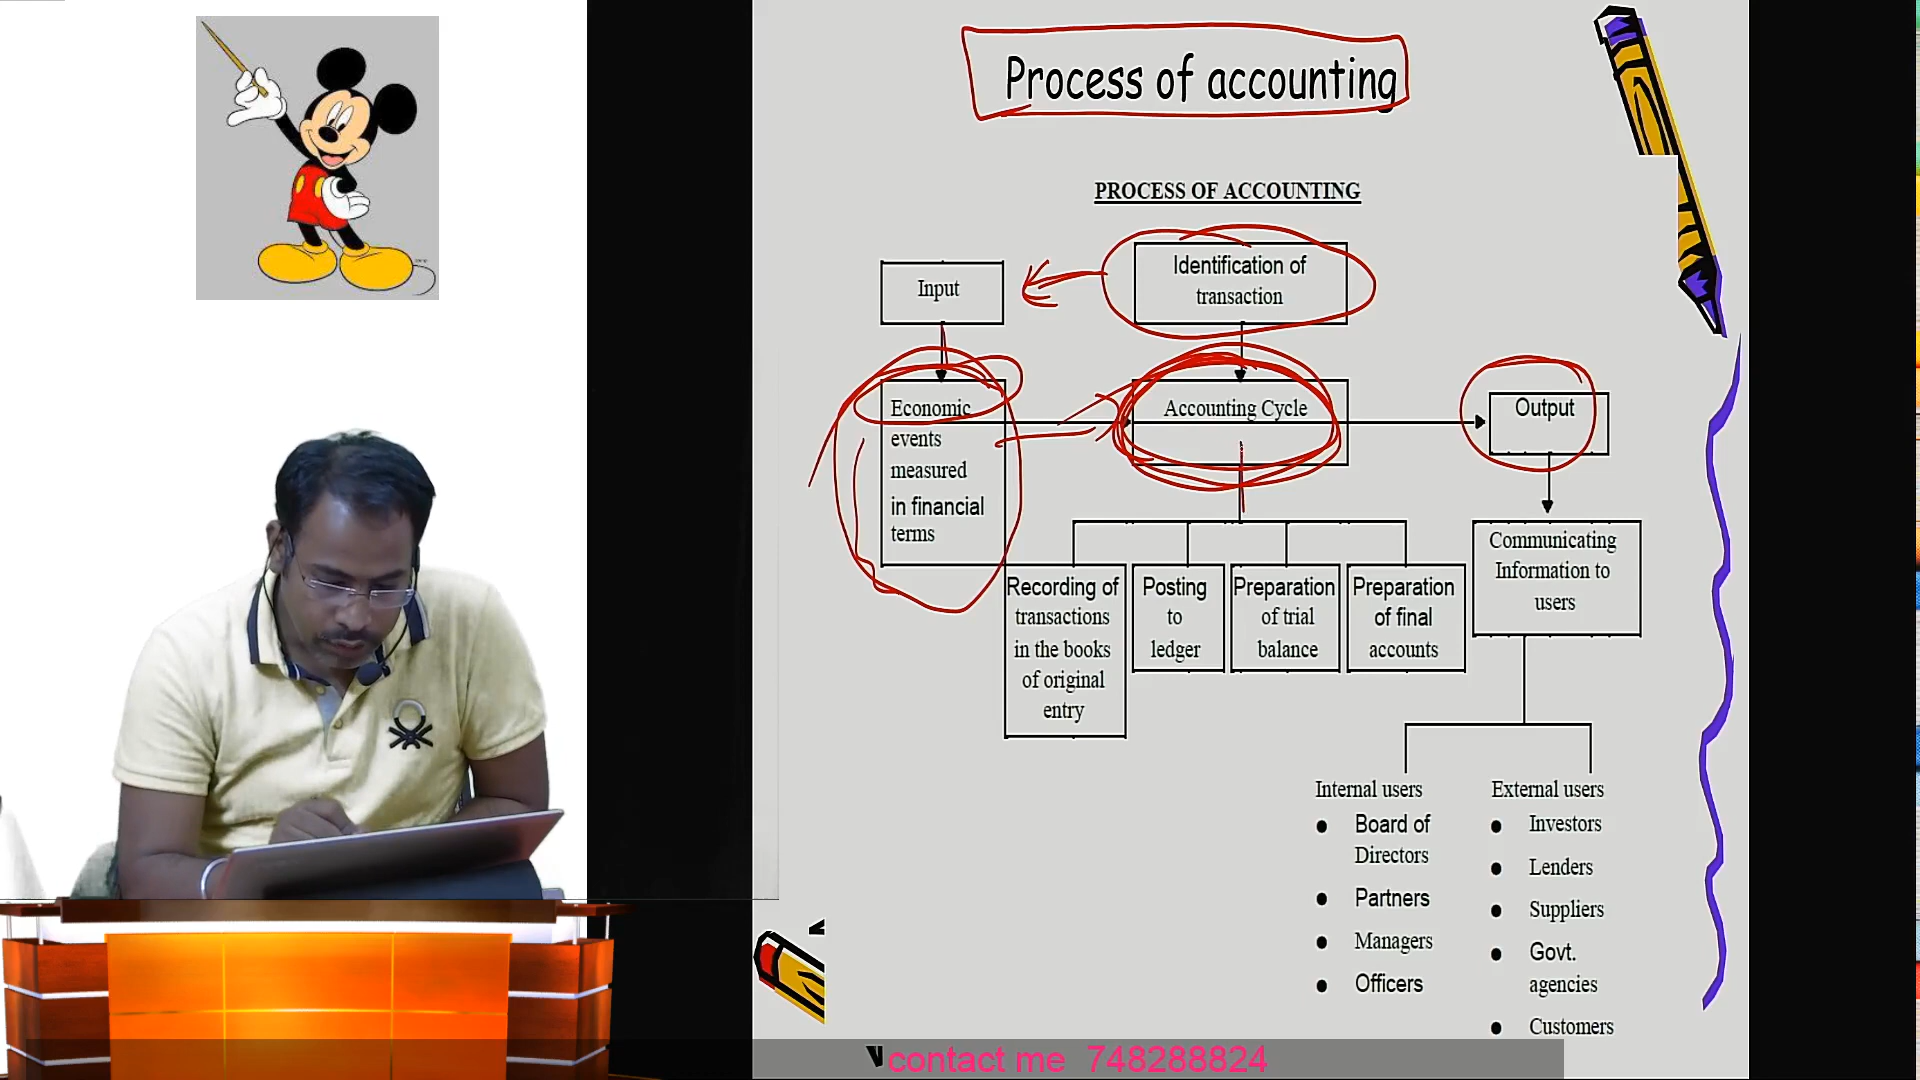 Process of accounting
PROCESS OF ACCOUNTING
Input
Identification of
transaction
Economic
events
measured
in financial
terms
Accounting Cycle
Output
Recording of
transactions
in the books
of original
entry
Posting
to
ledger
Preparation
of trial
balance
Preparation
of final
accounts
Communicating
Information to
users
Internal users
● Board of
Directors
● Partners
● Managers
● Officers
External users
● Investors
● Lenders
● Suppliers
● Govt.
agencies
● Customers
contact me 748288824